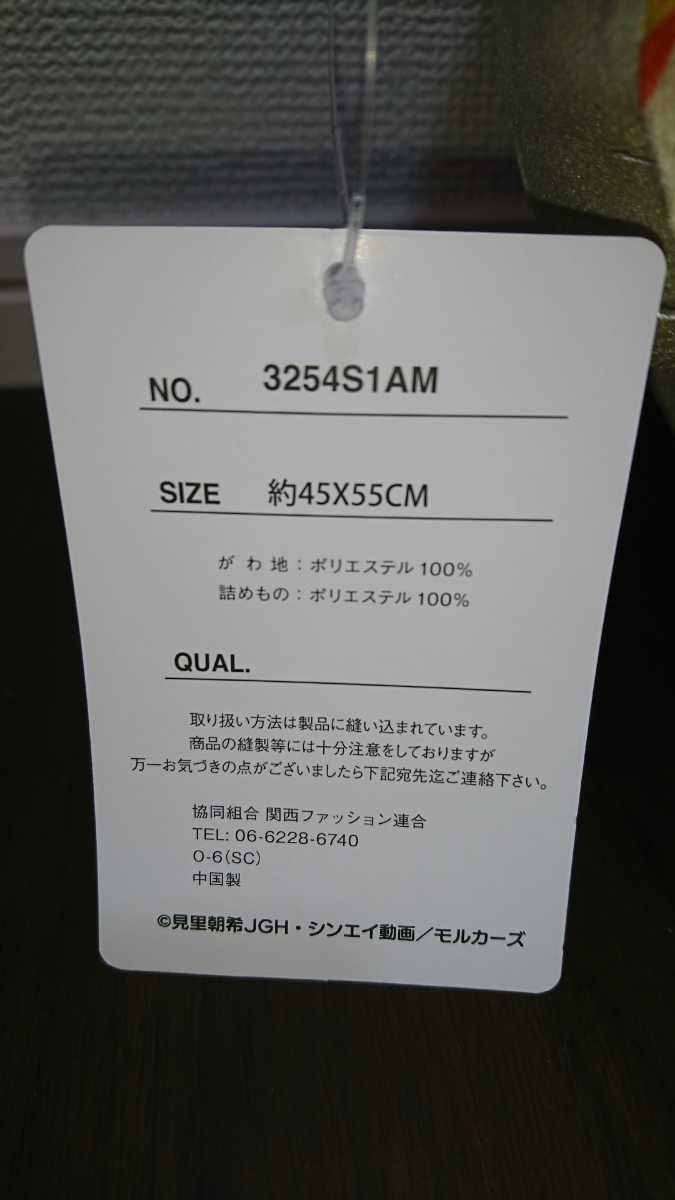 NO. 3254S1AM
SIZE 約45X55CM
がわ地：ポリエステル100%
詰めもの：ポリエステル100%
QUAL.
取り扱い方法は製品に縫い込まれています。
商品の縫製等には十分注意をしておりますが
万一お気づきの点がございましたら下記宛先迄ご連絡下さい。
協同組合 関西ファッション連合
TEL: 06-6228-6740
O-6(SC)
中国製
©見里朝希JGH・シンエイ動画／モルカーズ